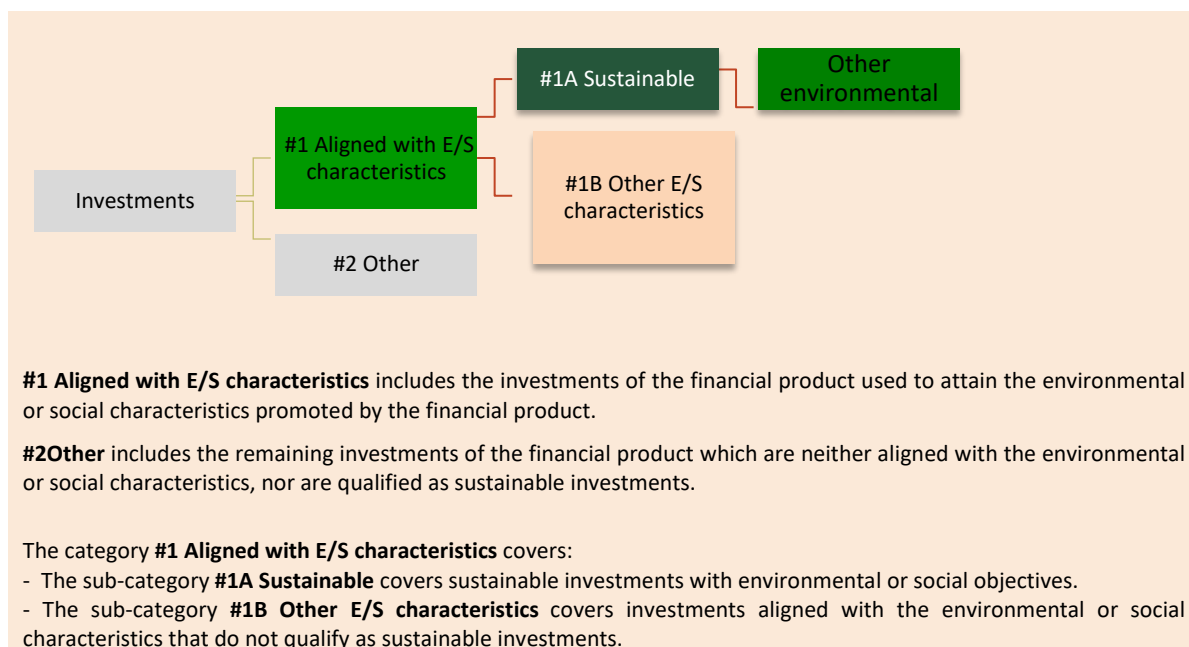 #1A Sustainable
Other
environmental
#1 Aligned with E/S
characteristics
#1B Other E/S
characteristics
Investments
#2 Other
#1 Aligned with E/S characteristics includes the investments of the financial product used to attain the environmental
or social characteristics promoted by the financial product.
#2Other includes the remaining investments of the financial product which are neither aligned with the environmental
or social characteristics, nor are qualified as sustainable investments.
The category #1 Aligned with E/S characteristics covers:
- The sub-category #1A Sustainable covers sustainable investments with environmental or social objectives.
- The sub-category #1B Other E/S characteristics covers investments aligned with the environmental or social
characteristics that do not qualify as sustainable investments.